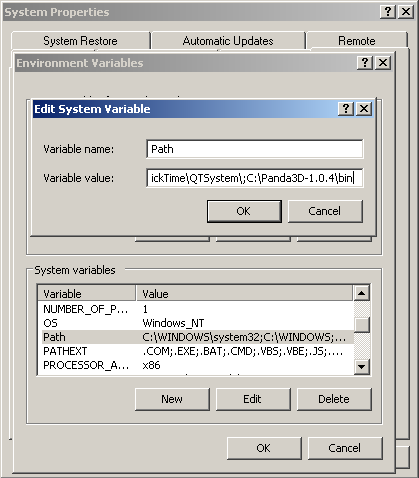 System Properties
System Restore Automatic Updates Remote
Environment Variables
Edit System Variable
Variable name: Path
Variable value: ickTime\QTSystem\;C:\Panda3D-1.0.4\bin
OK Cancel
System variables
Variable Value
NUMBER_OF_P... 1
OS Windows_NT
Path C:\WINDOWS\system32;C:\WINDOWS;...
PATHEXT .COM;.EXE;.BAT;.CMD;.VBS;.VBE;.JS;....
PROCESSOR_A... x86
New Edit Delete
OK Cancel